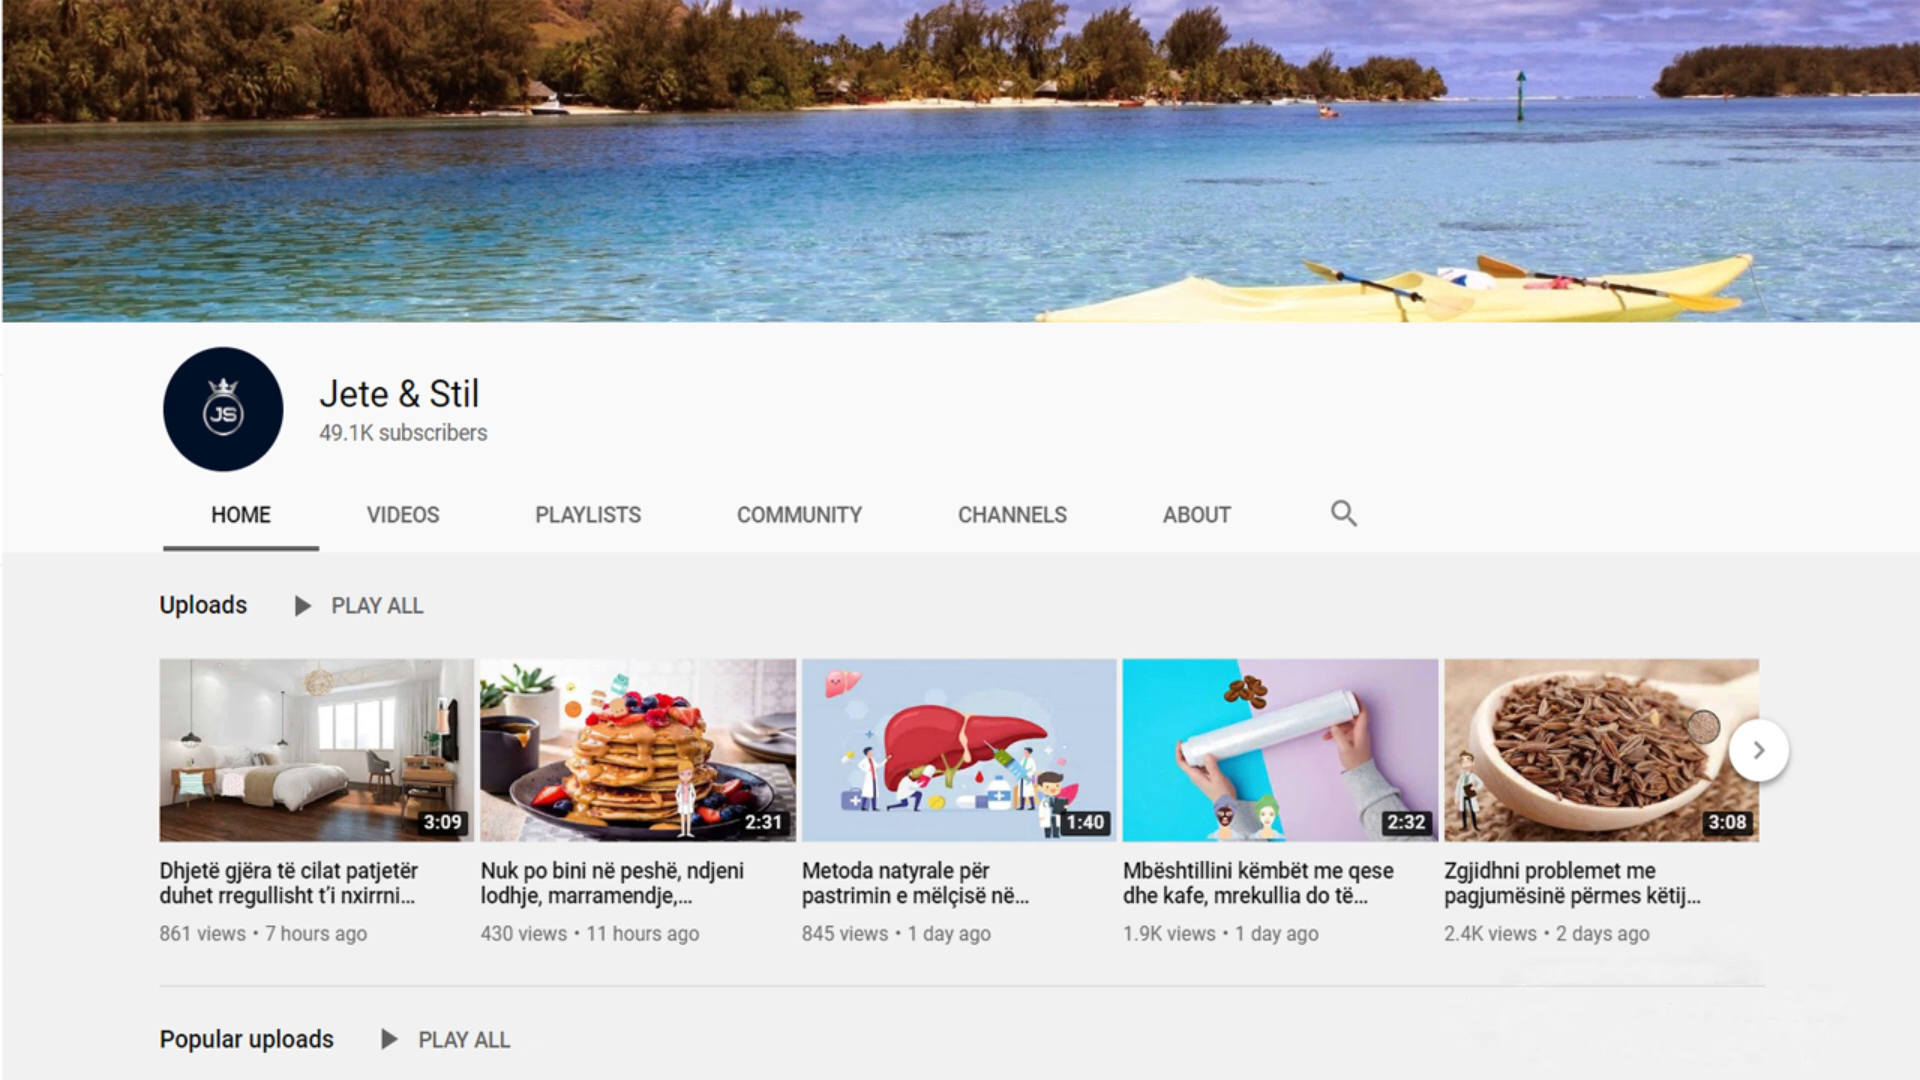 JS
Jete & Stil
49.1K subscribers
HOME VIDEOS PLAYLISTS COMMUNITY CHANNELS ABOUT
Uploads PLAY ALL
3:09 2:31 1:40 2:32 3:08
Dhjetë gjëra të cilat patjetër
duhet rregullisht t'i nxirrni...
861 views • 7 hours ago
Nuk po bini në peshë, ndjeni
lodhje, marramendje,...
430 views • 11 hours ago
Metoda natyrale për
pastrimin e mëlçisë në...
845 views • 1 day ago
Mbështillini këmbët me qese
dhe kafe, mrekullia do të...
1.9K views • 1 day ago
Zgjidhni problemet me
pagjumësinë përmes këtij...
2.4K views • 2 days ago
Popular uploads PLAY ALL